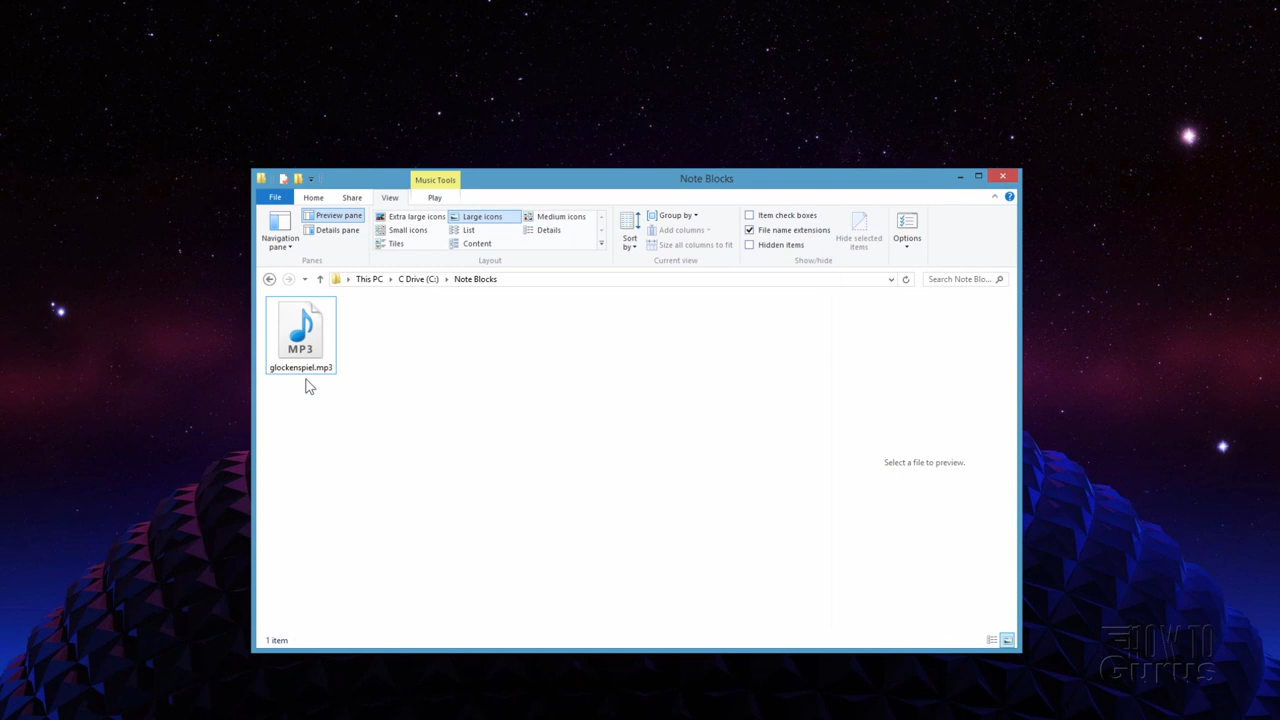 Music Tools
Note Blocks
File Home Share View Play
Navigation pane
Preview pane
Details pane
Panes
Extra large icons Large icons Medium icons
Small icons List Details
Tiles Content
Layout
Sort by
Group by
Add columns
Size all columns to fit
Current view
Item check boxes
File name extensions
Hidden items
Hide selected items
Show/hide
Options
This PC C Drive (C:) Note Blocks
Search Note Blo...
MP3
glockenspiel.mp3
Select a file to preview.
1 item
HOW TO
Gurus